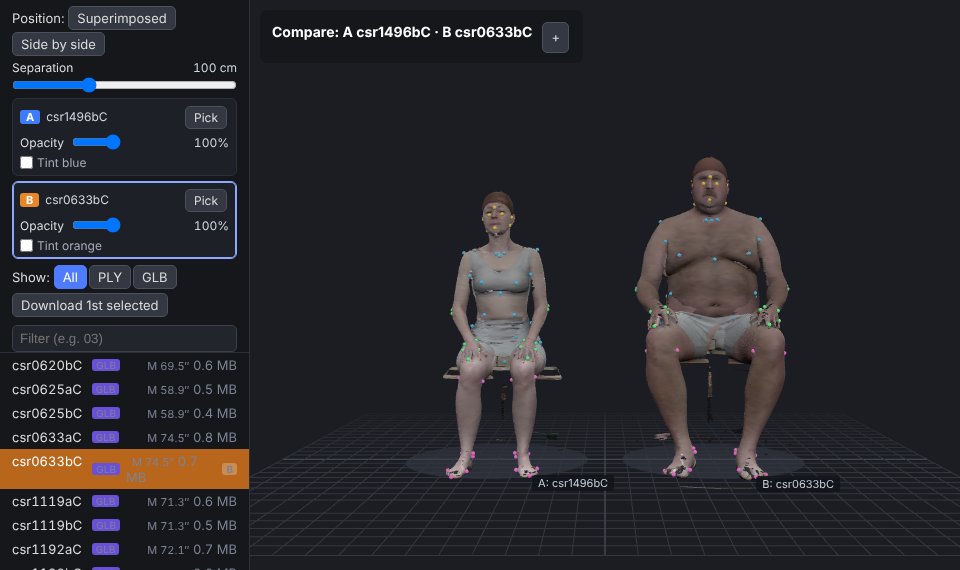 Position: Superimposed
Side by side
Separation 100 cm
A csr1496bC Pick
Opacity 100%
Tint blue
B csr0633bC Pick
Opacity 100%
Tint orange
Show: All PLY GLB
Download 1st selected
Filter (e.g. 03)
csr0620bC GLB M 69.5″ 0.6 MB
csr0625aC GLB M 58.9″ 0.5 MB
csr0625bC GLB M 58.9″ 0.4 MB
csr0633aC GLB M 74.5″ 0.8 MB
csr0633bC GLB M 74.5″ 0.7 MB B
csr1119aC GLB M 71.3″ 0.6 MB
csr1119bC GLB M 71.3″ 0.5 MB
csr1192aC GLB M 72.1″ 0.7 MB
Compare: A csr1496bC · B csr0633bC +
A: csr1496bC
B: csr0633bC